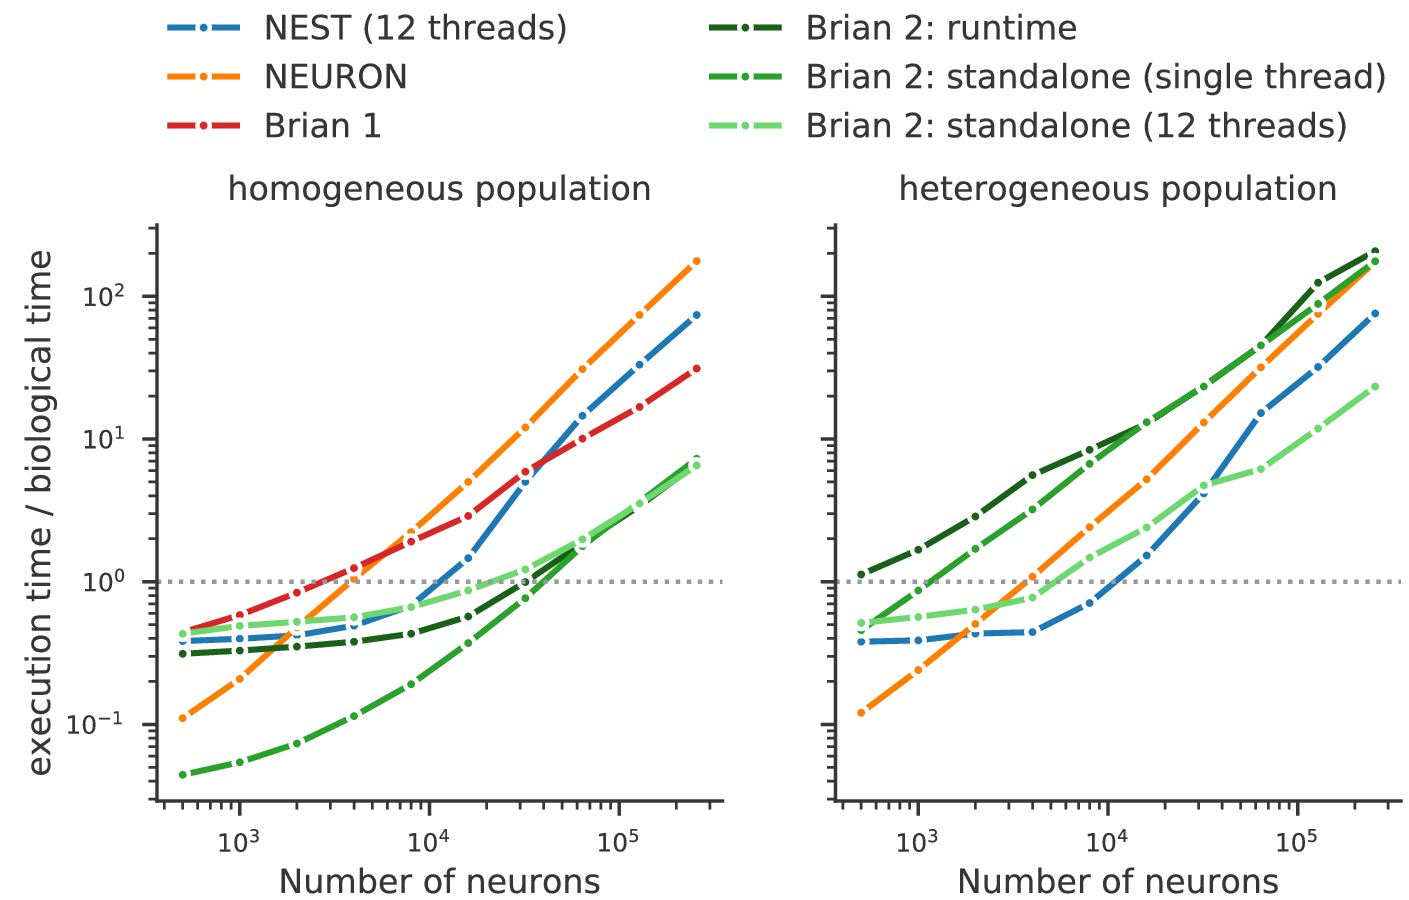 NEST (12 threads)
NEURON
Brian 1
Brian 2: runtime
Brian 2: standalone (single thread)
Brian 2: standalone (12 threads)
homogeneous population
heterogeneous population
execution time / biological time
10²
10¹
10⁰
10⁻¹
10³ 10⁴ 10⁵
10³ 10⁴ 10⁵
Number of neurons
Number of neurons